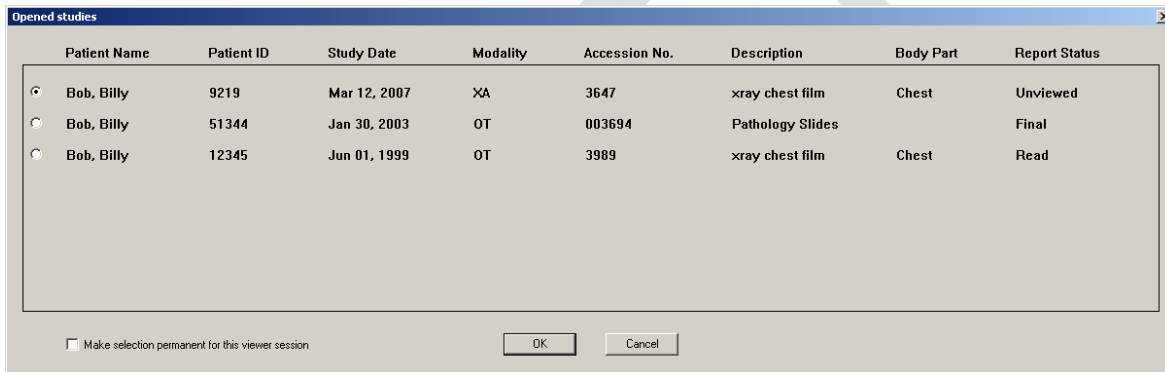 Opened studies
Patient Name Patient ID Study Date Modality Accession No. Description Body Part Report Status
Bob, Billy 9219 Mar 12, 2007 XA 3647 xray chest film Chest Unviewed
Bob, Billy 51344 Jan 30, 2003 OT 003694 Pathology Slides Final
Bob, Billy 12345 Jun 01, 1999 OT 3989 xray chest film Chest Read
Make selection permanent for this viewer session OK Cancel